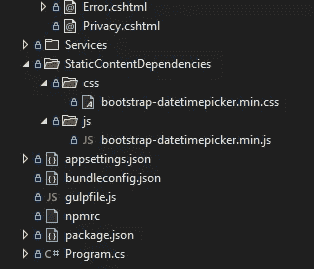 Error.cshtml
Privacy.cshtml
Services
StaticContentDependencies
css
bootstrap-datetimepicker.min.css
js
JS bootstrap-datetimepicker.min.js
appsettings.json
bundleconfig.json
JS gulpfile.js
npmrc
package.json
C# Program.cs